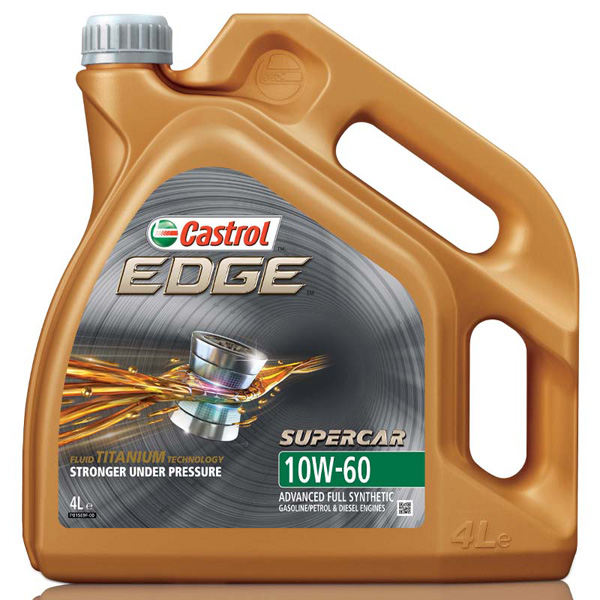 Castrol
EDGE
FLUID TITANIUM TECHNOLOGY
STRONGER UNDER PRESSURE
4L e
SUPERCAR
10W-60
ADVANCED FULL SYNTHETIC
GASOLINE/PETROL & DIESEL ENGINES
4L e